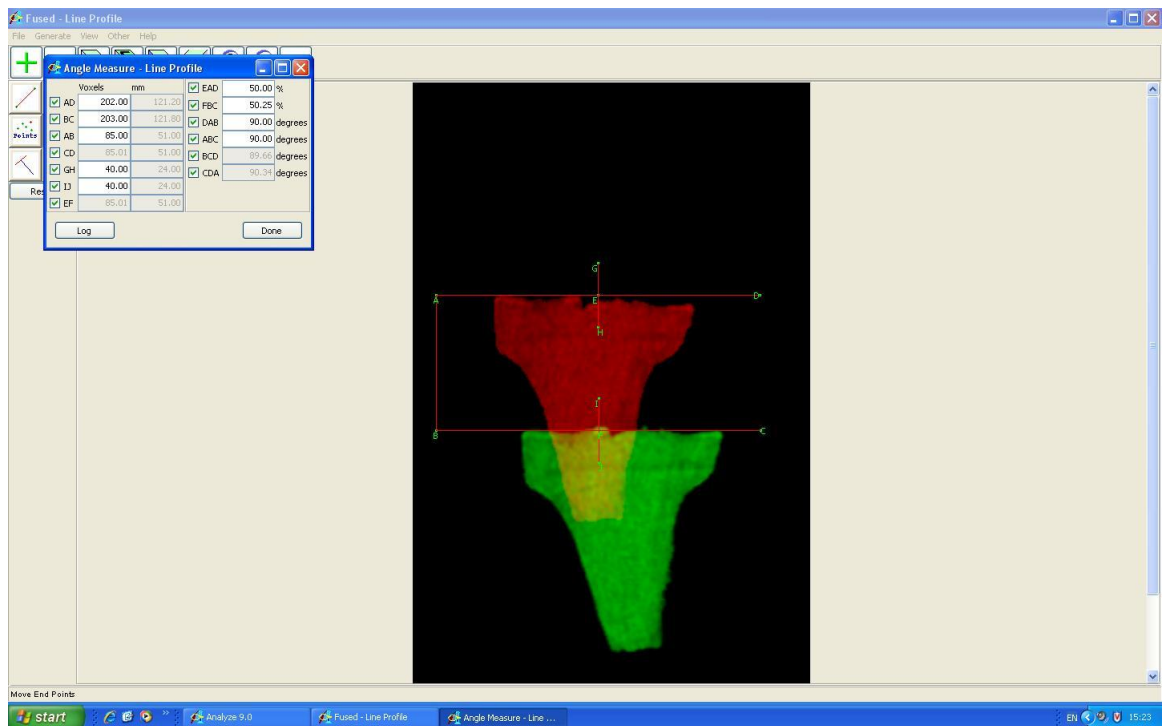 Fused - Line Profile
File Generate View Other Help
Angle Measure - Line Profile
Voxels mm
AD 202.00 121.20
BC 203.00 121.80
AB 85.00 51.00
CD 85.01 51.00
GH 40.00 24.00
IJ 40.00 24.00
EF 85.01 51.00
EAD 50.00 %
FBC 50.25 %
DAB 90.00 degrees
ABC 90.00 degrees
BCD 89.66 degrees
CDA 90.34 degrees
Log Done
Points
Res
G
A E D
H
I
B C
Move End Points
start Analyze 9.0 Fused - Line Profile Angle Measure - Line ... EN 15:23